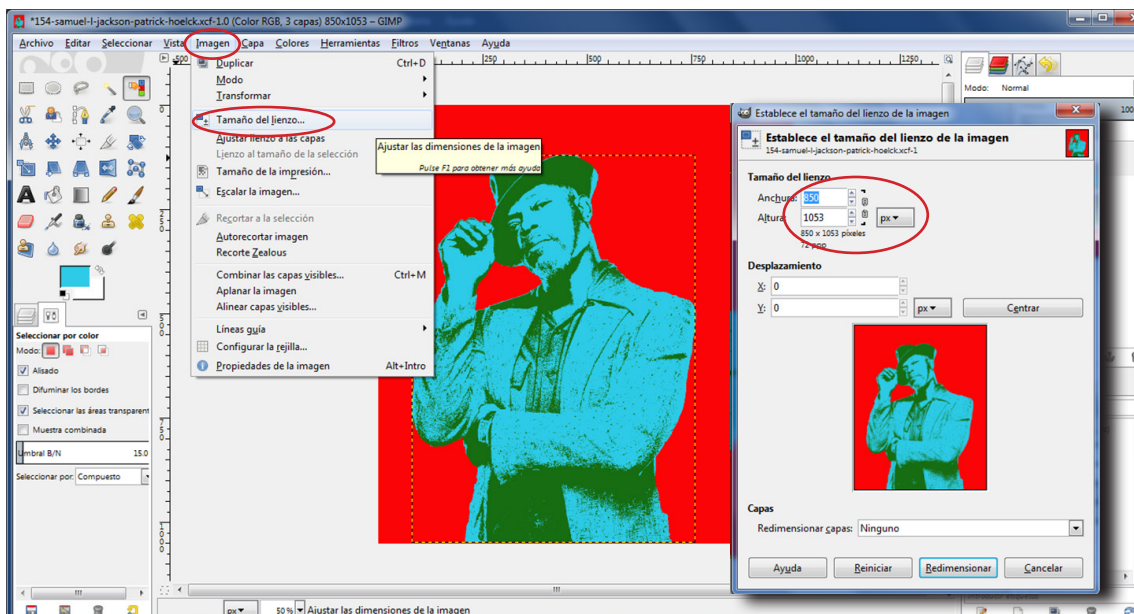 *154-samuel-l-jackson-patrick-hoelck.xcf-1.0 (Color RGB, 3 capas) 850x1053 – GIMP
Archivo Editar Seleccionar Vista Imagen Capa Colores Herramientas Filtros Ventanas Ayuda
500 250 500 750 1000 1250
Duplicar Ctrl+D
Modo
Transformar
Tamaño del lienzo...
Ajustar lienzo a las capas
Lienzo al tamaño de la selección
Tamaño de la impresión...
Escalar la imagen...
Recortar a la selección
Autorecortar imagen
Recorte Zealous
Combinar las capas visibles... Ctrl+M
Aplanar la imagen
Alinear capas visibles...
Líneas guía
Configurar la rejilla...
Propiedades de la imagen Alt+Intro
Ajustar las dimensiones de la imagen
Pulse F1 para obtener más ayuda
0
250
500
750
1000
Seleccionar por color
Modo:
Alisado
Difuminar los bordes
Seleccionar las áreas transparent
Muestra combinada
Umbral B/N 15.0
Seleccionar por: Compuesto
px 50 % Ajustar las dimensiones de la imagen
Modo: Normal
100
Establece el tamaño del lienzo de la imagen
Establece el tamaño del lienzo de la imagen
154-samuel-l-jackson-patrick-hoelck.xcf-1
Tamaño del lienzo
Anchura: 850
Altura: 1053 px
850 x 1053 píxeles
72 ppp
Desplazamiento
X: 0
Y: 0 px Centrar
Capas
Redimensionar capas: Ninguno
Ayuda Reiniciar Redimensionar Cancelar